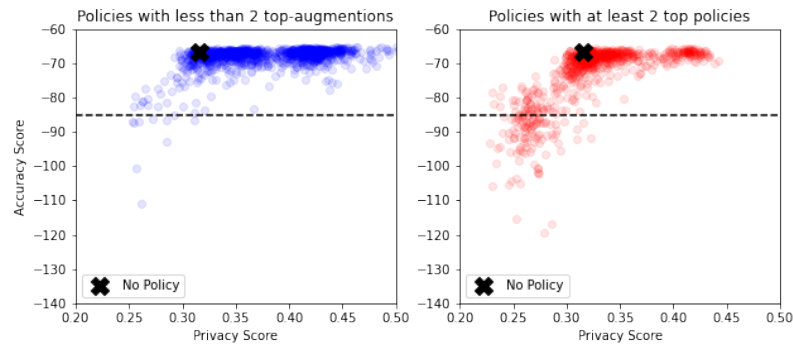 Policies with less than 2 top-augmentions
Policies with at least 2 top policies
−60
−70
−80
−90
−100
−110
−120
−130
−140
Accuracy Score
No Policy
0.20 0.25 0.30 0.35 0.40 0.45 0.50
Privacy Score
−60
−70
−80
−90
−100
−110
−120
−130
−140
No Policy
0.20 0.25 0.30 0.35 0.40 0.45 0.50
Privacy Score